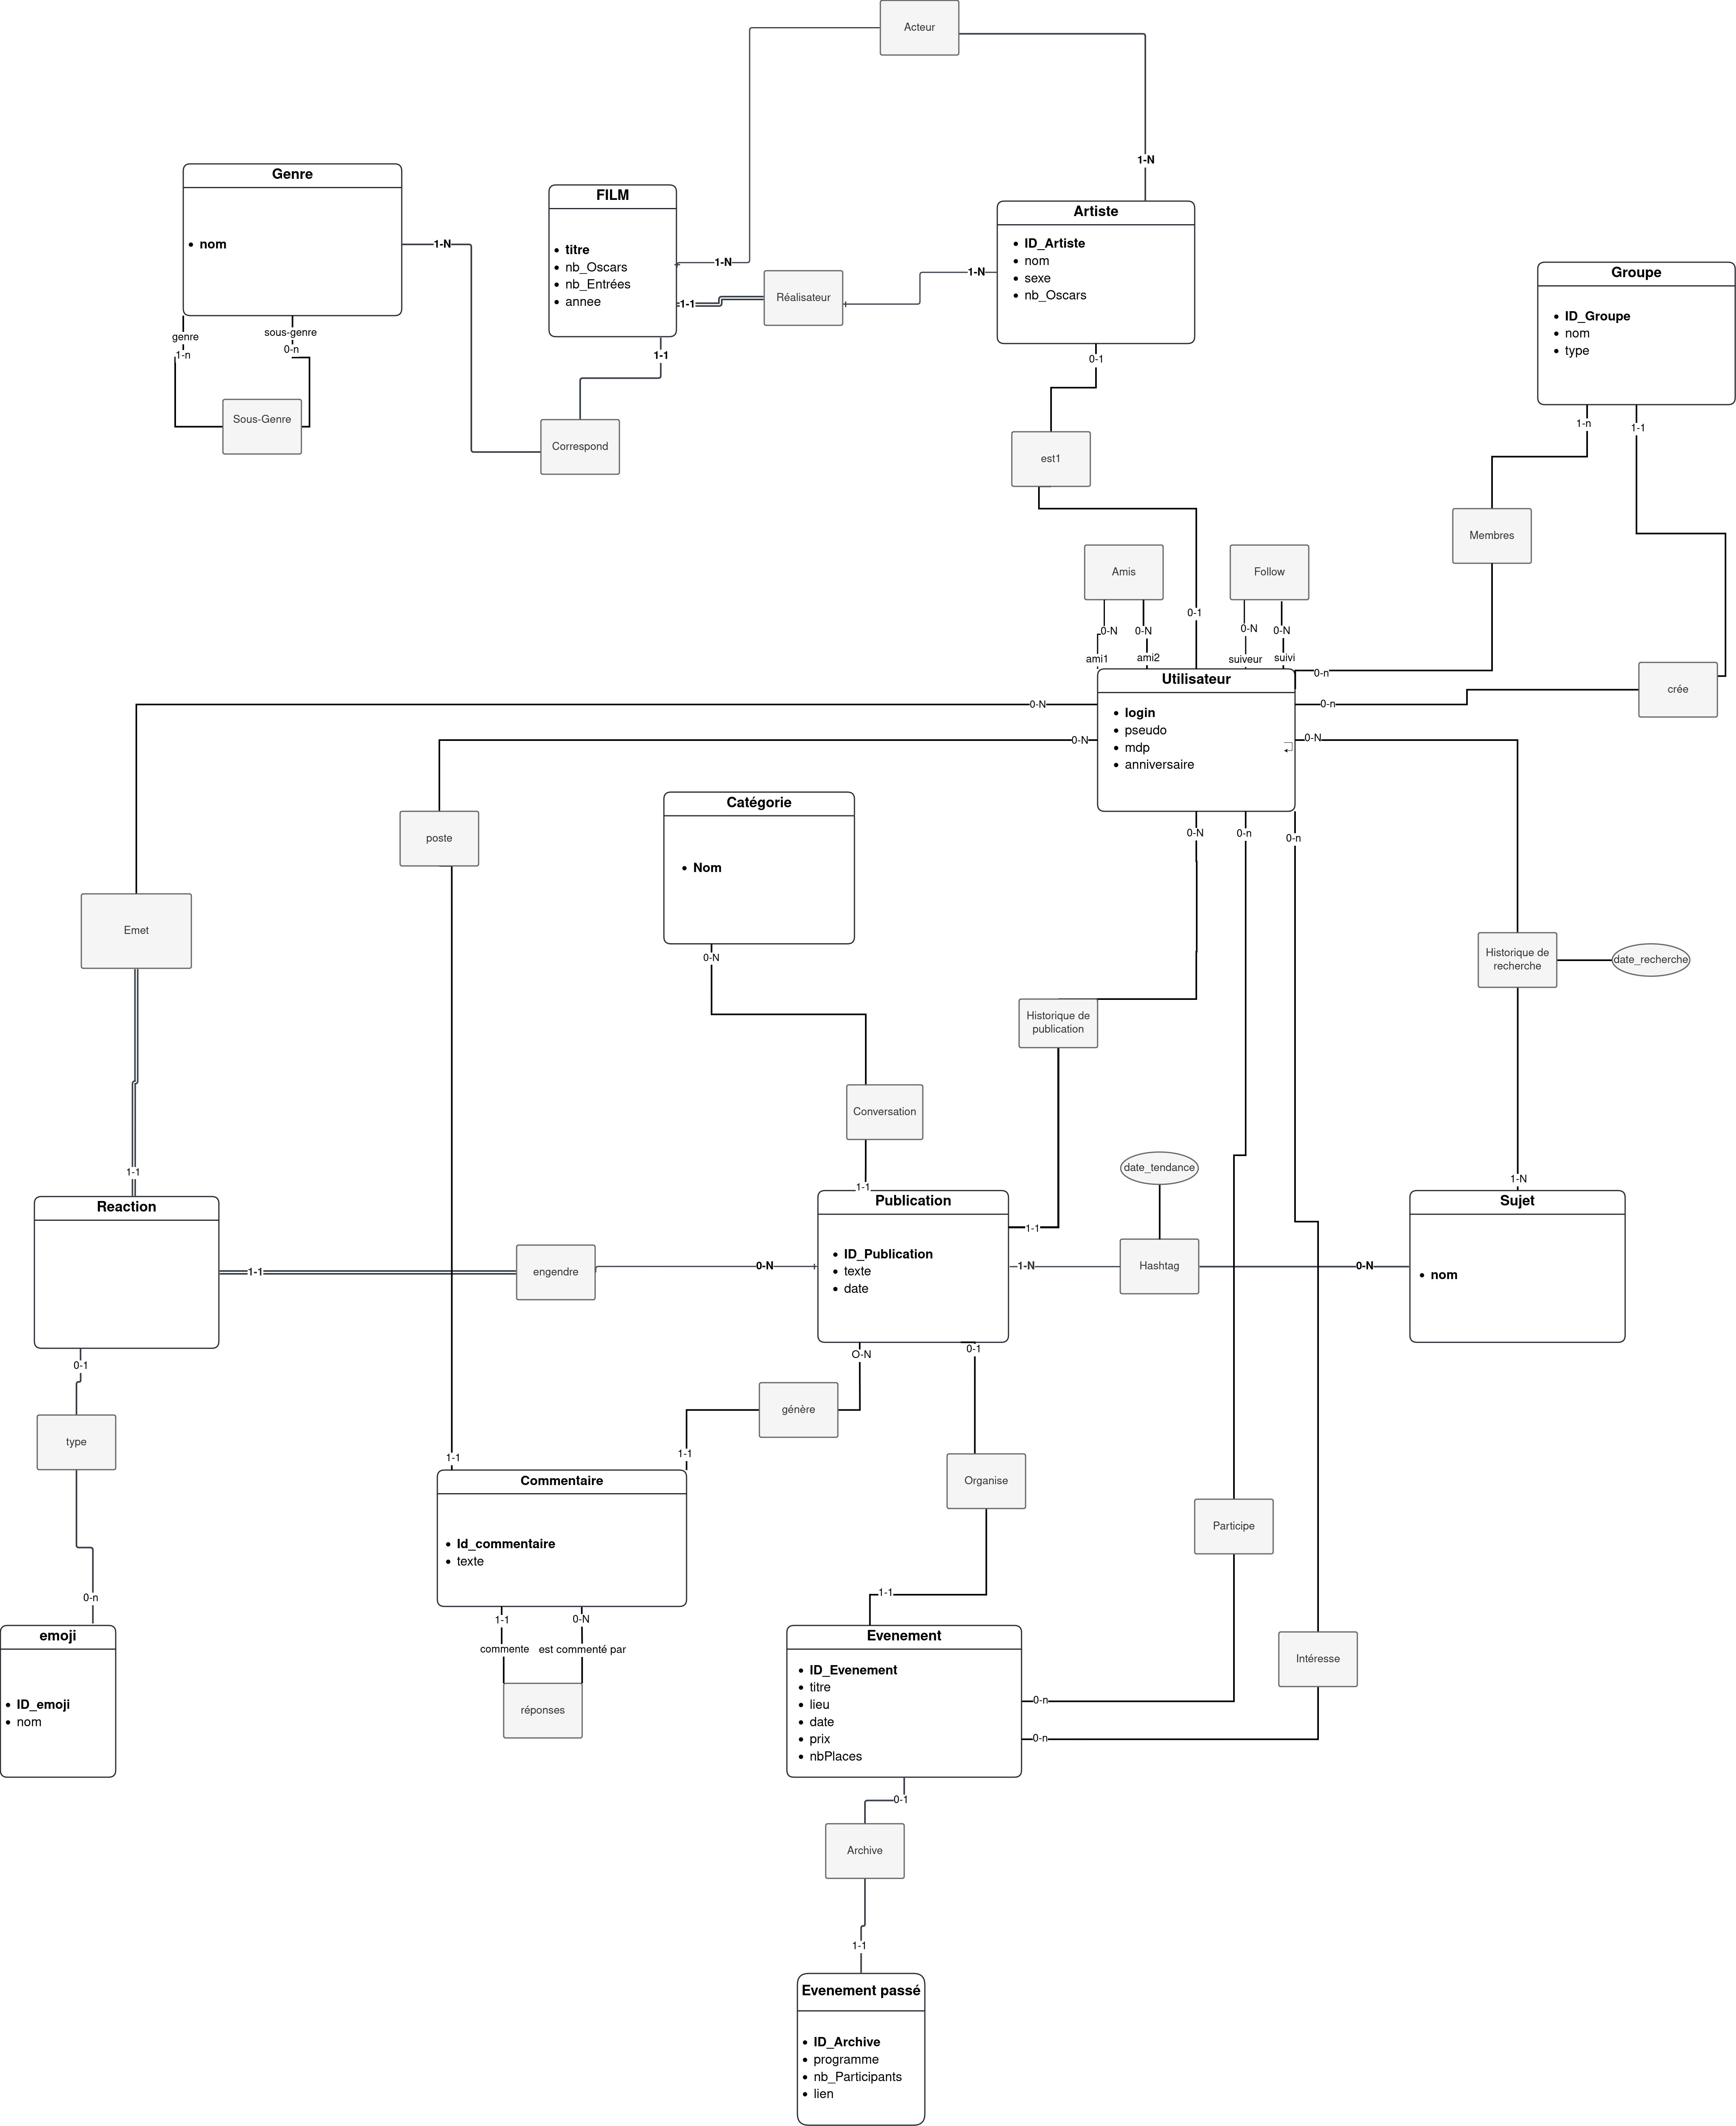 Acteur
1-N
Genre
nom
1-N
genre
1-n
sous-genre
0-n
Sous-Genre
FILM
titre
nb_Oscars
nb_Entrées
annee
1-N
1-1
1-1
Réalisateur
1-N
Correspond
Artiste
ID_Artiste
nom
sexe
nb_Oscars
0-1
est1
Groupe
ID_Groupe
nom
type
1-n
1-1
Membres
Amis
Follow
0-N
0-N
0-1
0-N
0-N
ami1
ami2
suiveur
suivi
0-n
crée
Utilisateur
login
pseudo
mdp
anniversaire
0-N
0-n
0-N
0-N
0-N
0-n
0-n
poste
Catégorie
Nom
0-N
Emet
Historique de
recherche
date_recherche
Historique de
publication
Conversation
1-1
1-1
date_tendance
1-N
Reaction
Publication
ID_Publication
texte
date
1-1
Sujet
nom
1-1
engendre
0-N
1-N
Hashtag
0-N
0-1
O-N
0-1
type
génère
1-1
1-1
Organise
Commentaire
Id_commentaire
texte
Participe
0-n
1-1
1-1
0-N
commente
est commenté par
réponses
emoji
ID_emoji
nom
Evenement
ID_Evenement
titre
lieu
date
prix
nbPlaces
0-n
0-n
Intéresse
0-1
Archive
1-1
Evenement passé
ID_Archive
programme
nb_Participants
lien